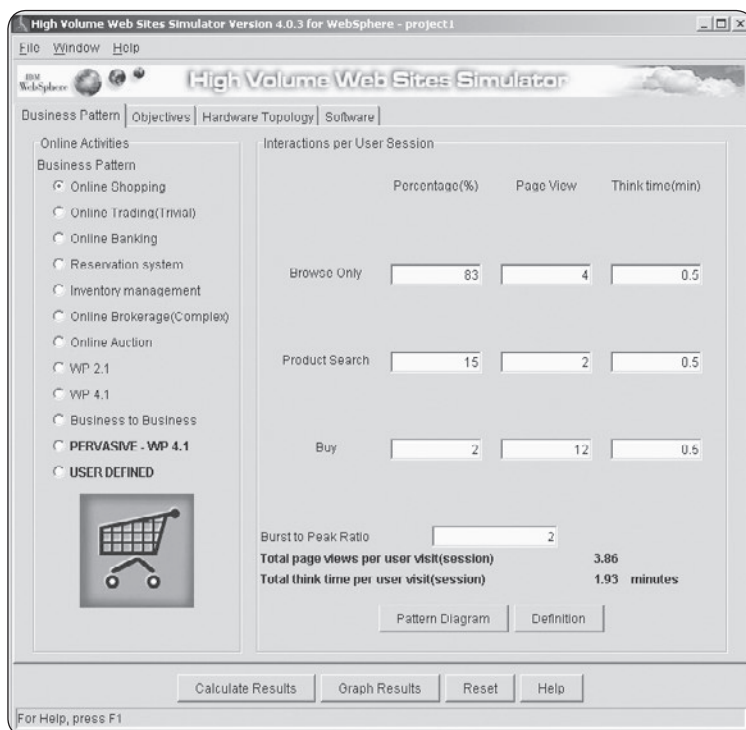 High Volume Web Sites Simulator Version 4.0.3 for WebSphere - project1
File Window Help
IBM
WebSphere
High Volume Web Sites Simulator
Business Pattern Objectives Hardware Topology Software
Online Activities
Business Pattern
Online Shopping
Online Trading(Trivial)
Online Banking
Reservation system
Inventory management
Online Brokerage(Complex)
Online Auction
WP 2.1
WP 4.1
Business to Business
PERVASIVE - WP 4.1
USER DEFINED
Interactions per User Session
Percentage(%) Page View Think time(min)
Browse Only 83 4 0.5
Product Search 15 2 0.5
Buy 2 12 0.5
Burst to Peak Ratio 2
Total page views per user visit(session) 3.86
Total think time per user visit(session) 1.93 minutes
Pattern Diagram Definition
Calculate Results Graph Results Reset Help
For Help, press F1